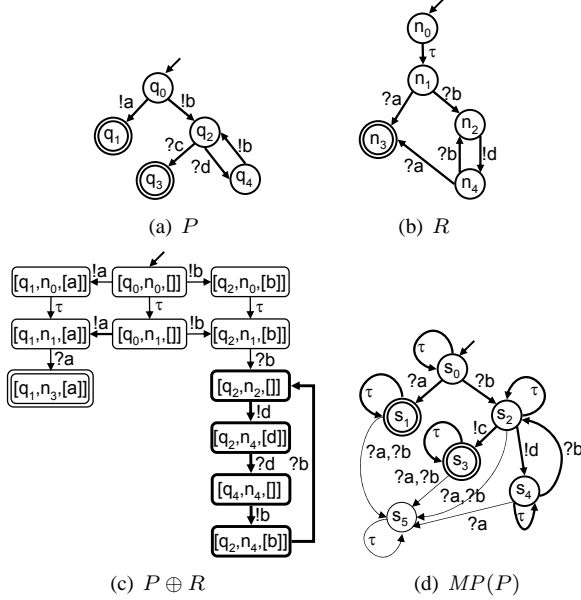 q0
!a !b
q1 q2
?c ?d !b
q3 q4
(a) P
n0
τ
n1
?a ?b
n3 n2
?b !d
?a
n4
(b) R
[q1,n0,[a]] !a [q0,n0,[]] !b [q2,n0,[b]]
τ τ τ
[q1,n1,[a]] !a [q0,n1,[]] !b [q2,n1,[b]]
?a ?b
[q1,n3,[a]] [q2,n2,[]]
!d
[q2,n4,[d]]
?d ?b
[q4,n4,[]]
!b
[q2,n4,[b]]
(c) P ⊕ R
τ s0
τ ?a ?b τ
s1 τ !c s2
?a,?b s3 !d ?b
?a,?b ?a,?b s4
s5 ?a τ
τ
(d) MP(P)